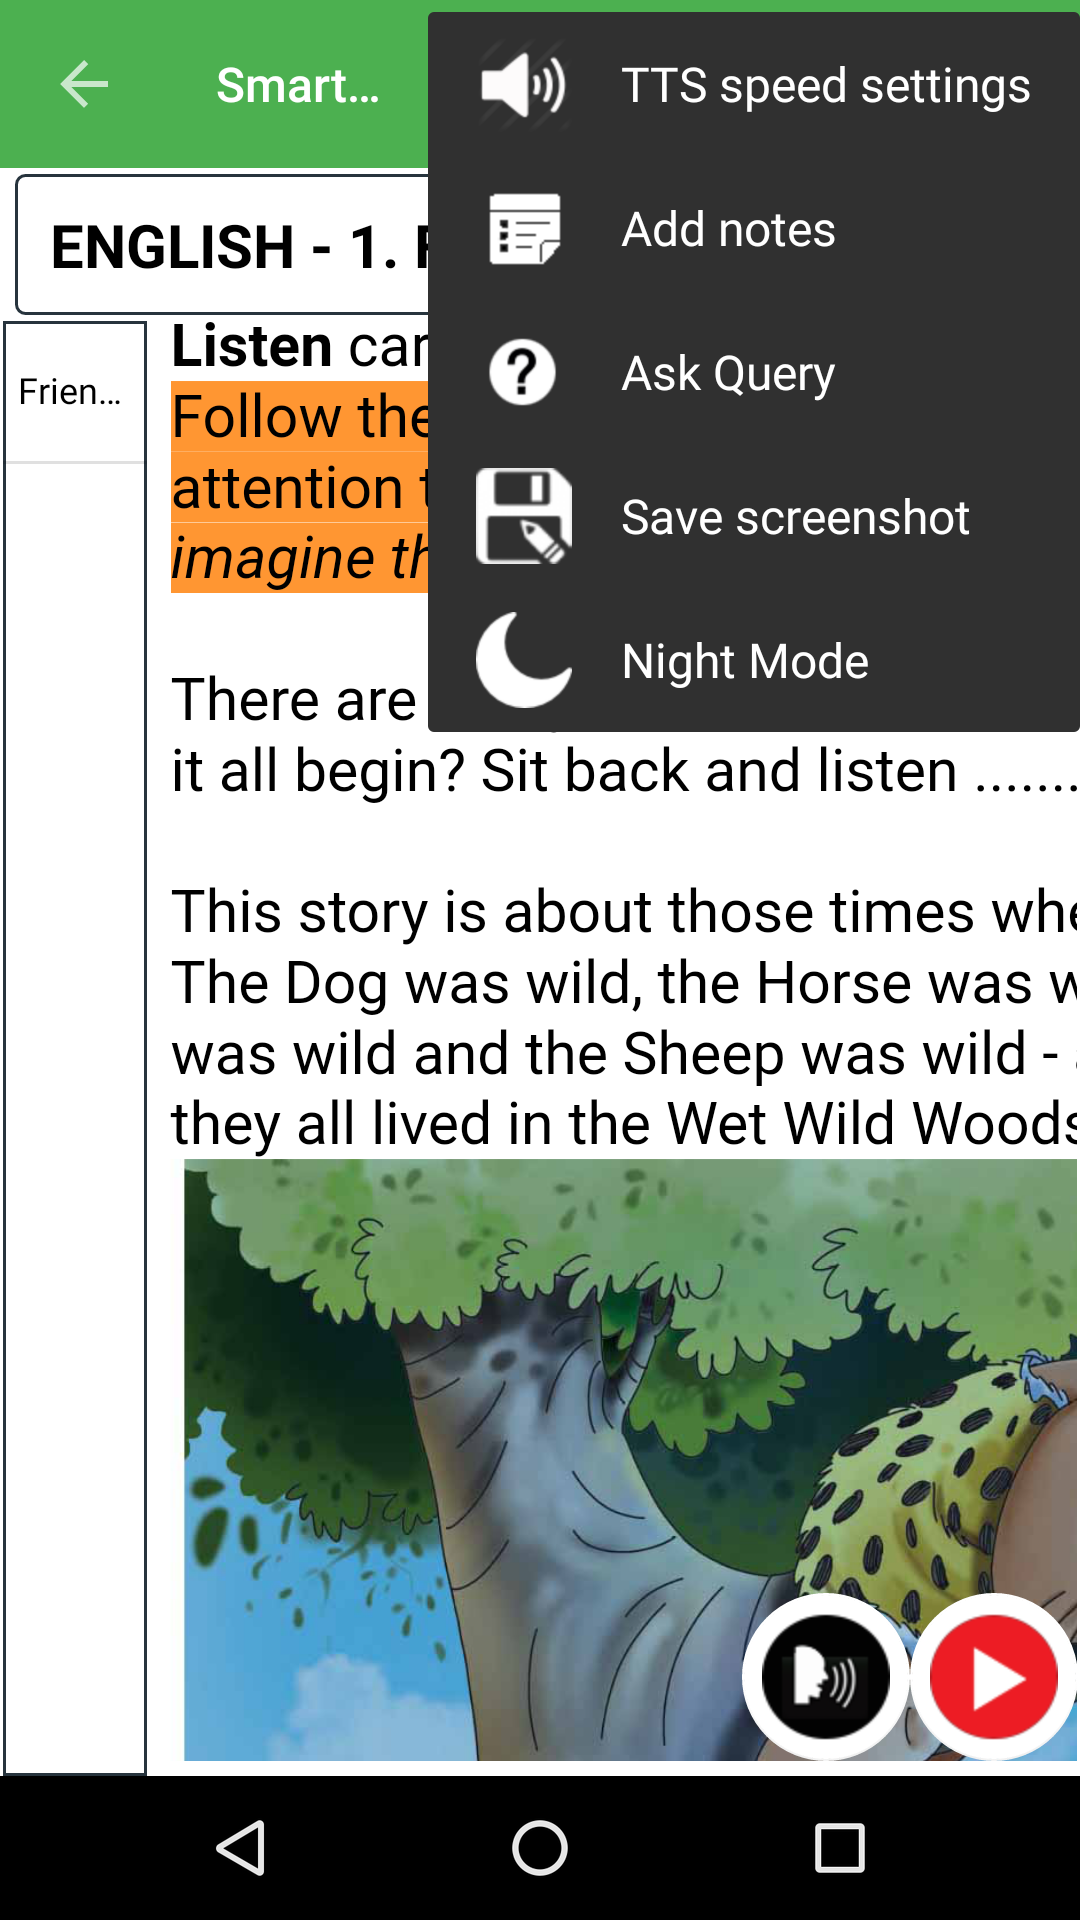 Smart...
TTS speed settings
Add notes
Ask Query
Save screenshot
Night Mode
ENGLISH - 1.
Frien...
Listen
Follow the
attention
imagine
There are
it all begin? Sit back and listen .......
This story is about those times
The Dog was wild, the Horse was
was wild and the Sheep was wild -
they all lived in the Wet Wild Woods